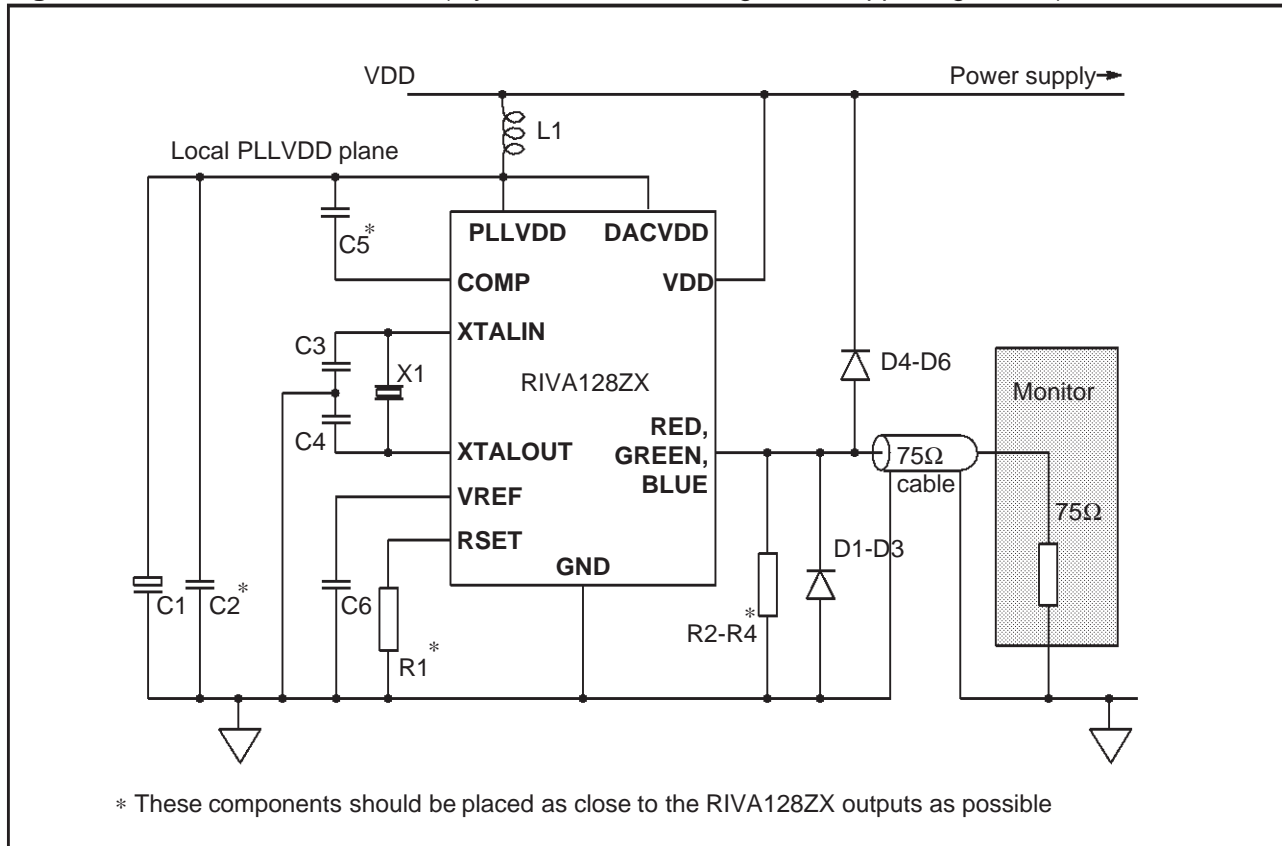 VDD
Power supply
L1
Local PLLVDD plane
PLLVDD DACVDD
C5*
COMP
VDD
XTALIN
C3
X1
RIVA128ZX
D4-D6
Monitor
C4
XTALOUT
RED,
GREEN,
BLUE
75Ω
cable
75Ω
VREF
RSET
D1-D3
GND
C1
C2*
C6
R1*
R2-R4*
* These components should be placed as close to the RIVA128ZX outputs as possible